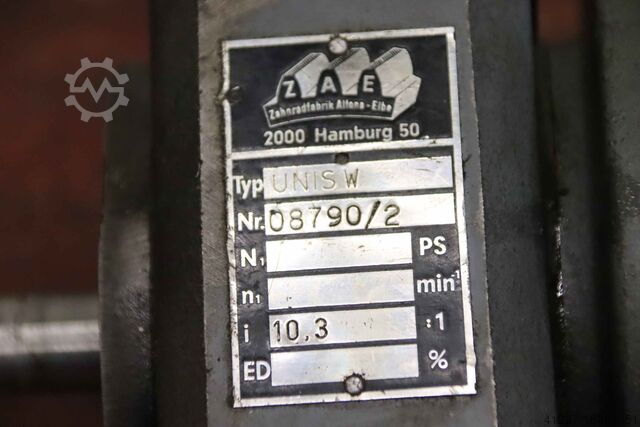 Z A E
Zahnradfabrik Altona-Elbe
2000 Hamburg 50
Typ UNIS W
Nr. 08790/2
N₁ PS
n₁ min⁻¹
i 10,3 :1
ED %